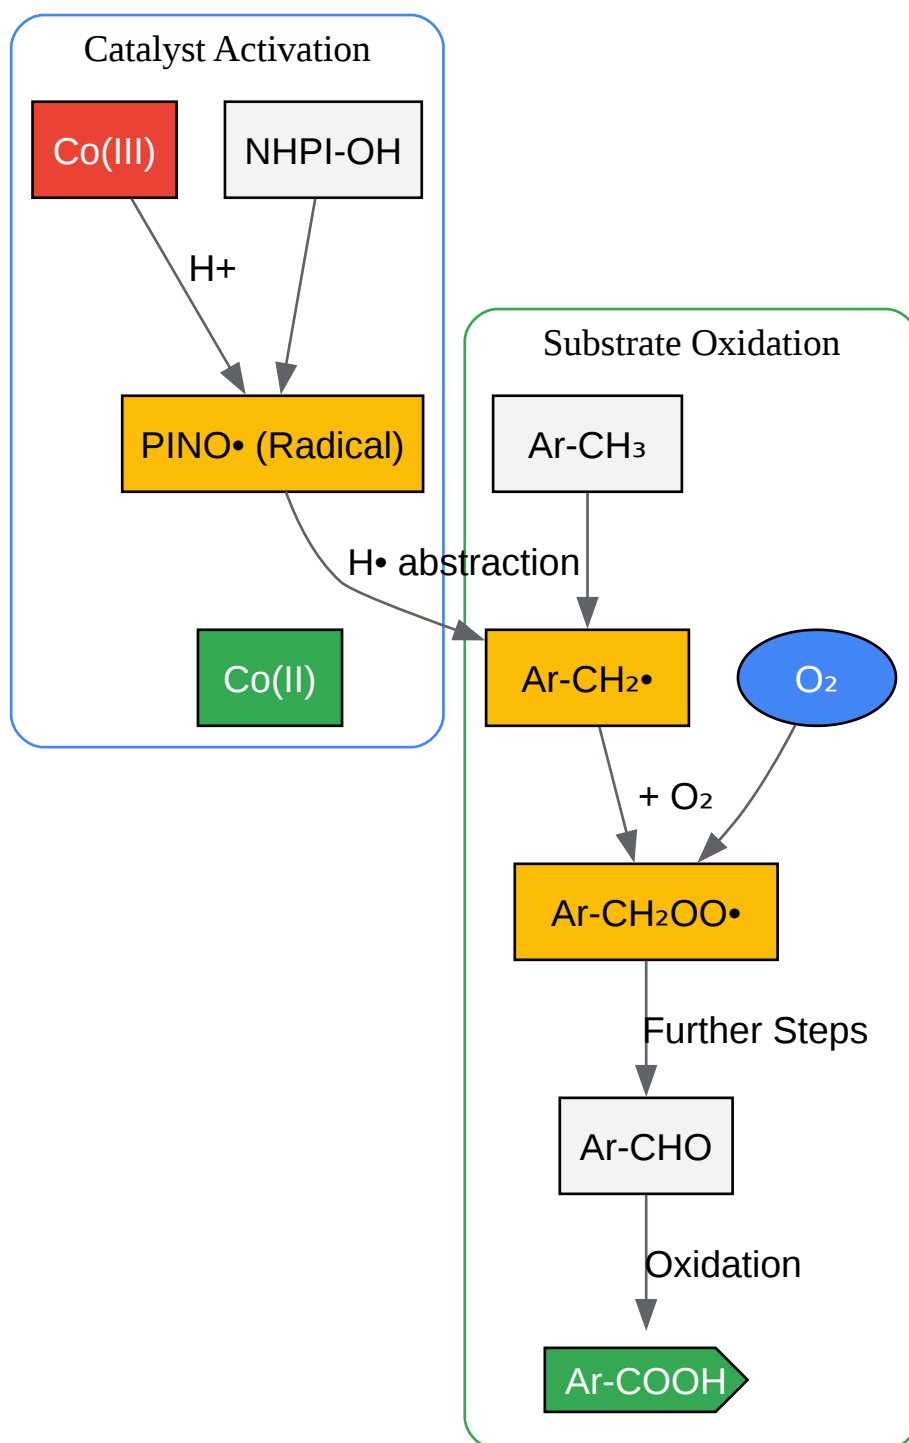 Catalyst Activation
Co(III)
NHPI-OH
H+
PINO• (Radical)
Substrate Oxidation
Ar-CH₃
H• abstraction
Co(II)
Ar-CH₂•
O₂
+ O₂
Ar-CH₂OO•
Further Steps
Ar-CHO
Oxidation
Ar-COOH